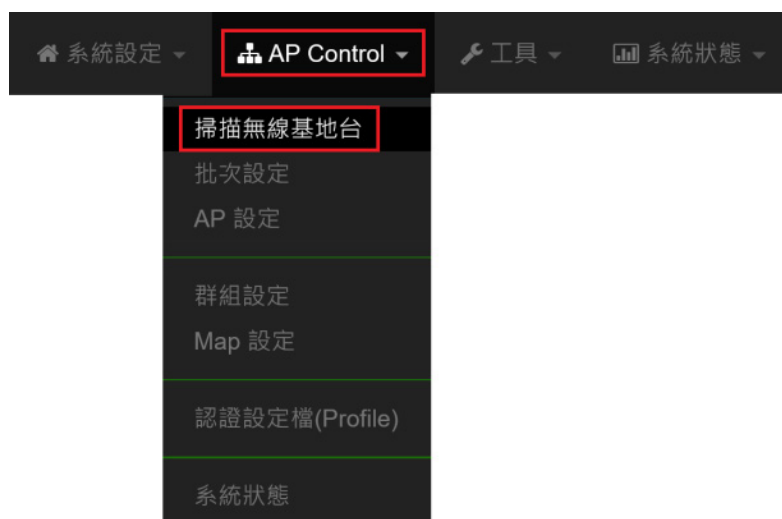 系統設定 AP Control 工具 系統狀態
掃描無線基地台
批次設定
AP 設定
群組設定
Map 設定
認證設定檔(Profile)
系統狀態